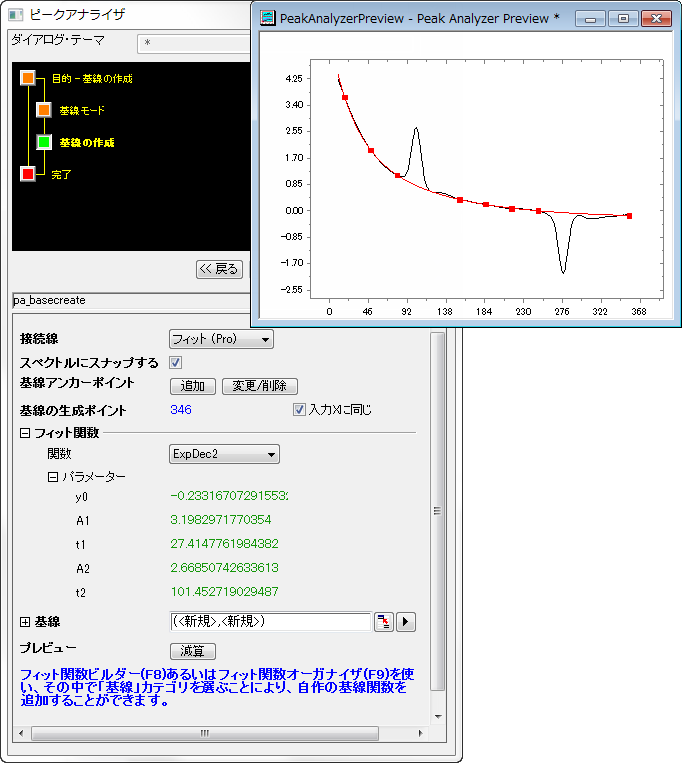 ピークアナライザ
ダイアログ・テーマ
*
目的 - 基線の作成
基線モード
基線の作成
完了
<< 戻る
pa_basecreate
PeakAnalyzerPreview - Peak Analyzer Preview *
4.25
3.40
2.55
1.70
0.85
0.00
-0.85
-1.70
-2.55
0 46 92 138 184 230 276 322 368
接続線 フィット (Pro)
スペクトルにスナップする
基線アンカーポイント 追加 変更/削除
基線の生成ポイント 346 入力Xに同じ
フィット関数
関数 ExpDec2
パラメーター
y0 -0.2331670729155
A1 3.1982971770354
t1 27.4147761984382
A2 2.66850742633613
t2 101.452719029487
基線 (<新規>,<新規>)
プレビュー 減算
フィット関数ビルダー(F8)あるいはフィット関数オーガナイザ(F9)を使
い、その中で「基線」カテゴリを選ぶことにより、自作の基線関数を
追加することができます。